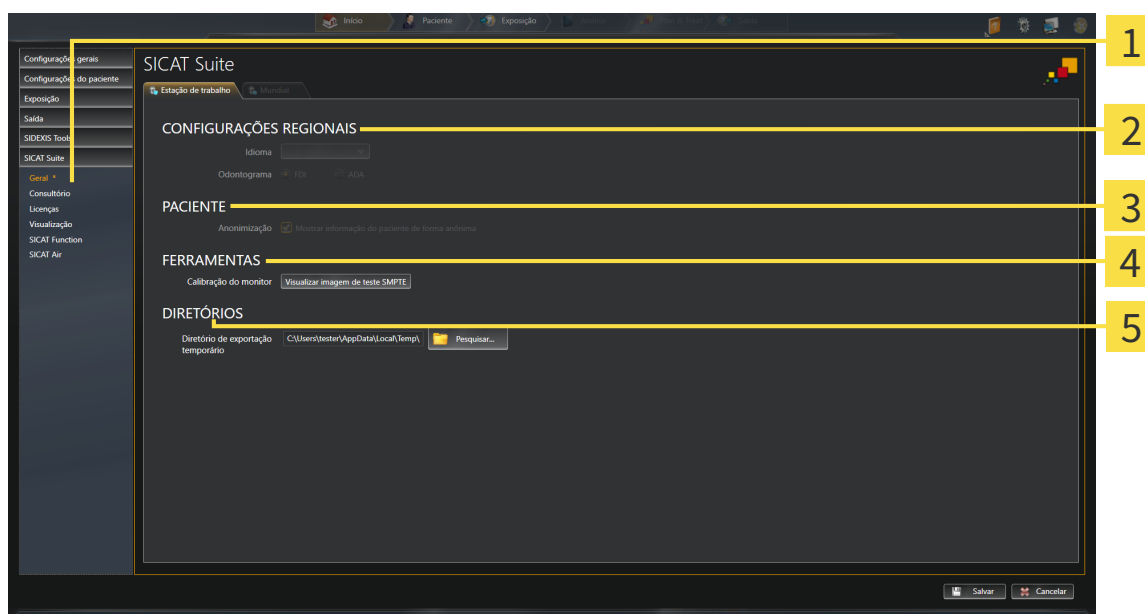 Início
Paciente
Exposição
1
Configurações gerais
Configurações do paciente
Exposição
Saída
SIDEXIS Tools
SICAT Suite
Geral *
Consultório
Licenças
Visualização
SICAT Function
SICAT Air
SICAT Suite
Estação de trabalho
Mundial
CONFIGURAÇÕES REGIONAIS
2
Idioma
Odontograma
FDI
ADA
PACIENTE
3
Anonimização
Mostrar informação do paciente de forma anônima
FERRAMENTAS
4
Calibração do monitor
Visualizar imagem de teste SMPTE
DIRETÓRIOS
5
Diretório de exportação
temporário
C:\Users\tester\AppData\Local\Temp\
Pesquisar...
Salvar
Cancelar